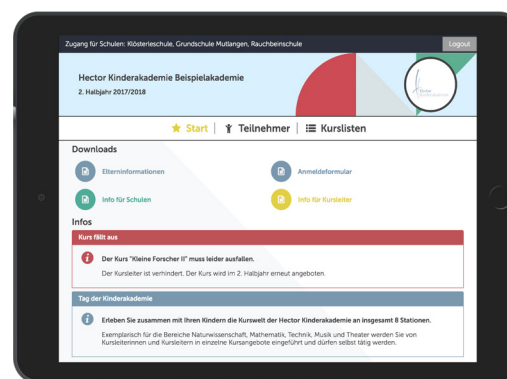 Zugang für Schulen: Klösterleschule, Grundschule Mutlangen, Rauchbeinschule
Logout
Hector Kinderakademie Beispielakademie
2. Halbjahr 2017/2018
Start | Teilnehmer | Kurslisten
Downloads
Elterninformationen
Anmeldeformular
Info für Schulen
Info für Kursleiter
Infos
Kurs fällt aus
Der Kurs "Kleine Forscher II" muss leider ausfallen.
Der Kursleiter ist verhindert. Der Kurs wird im 2. Halbjahr erneut angeboten.
Tag der Kinderakademie
Erleben Sie zusammen mit Ihren Kindern die Kurswelt der Hector Kinderakademie an insgesamt 8 Stationen.
Exemplarisch für die Bereiche Naturwissenschaft, Mathematik, Technik, Musik und Theater werden Sie von
Kursleiterinnen und Kursleitern in einzelne Kursangebote eingeführt und dürfen selbst tätig werden.